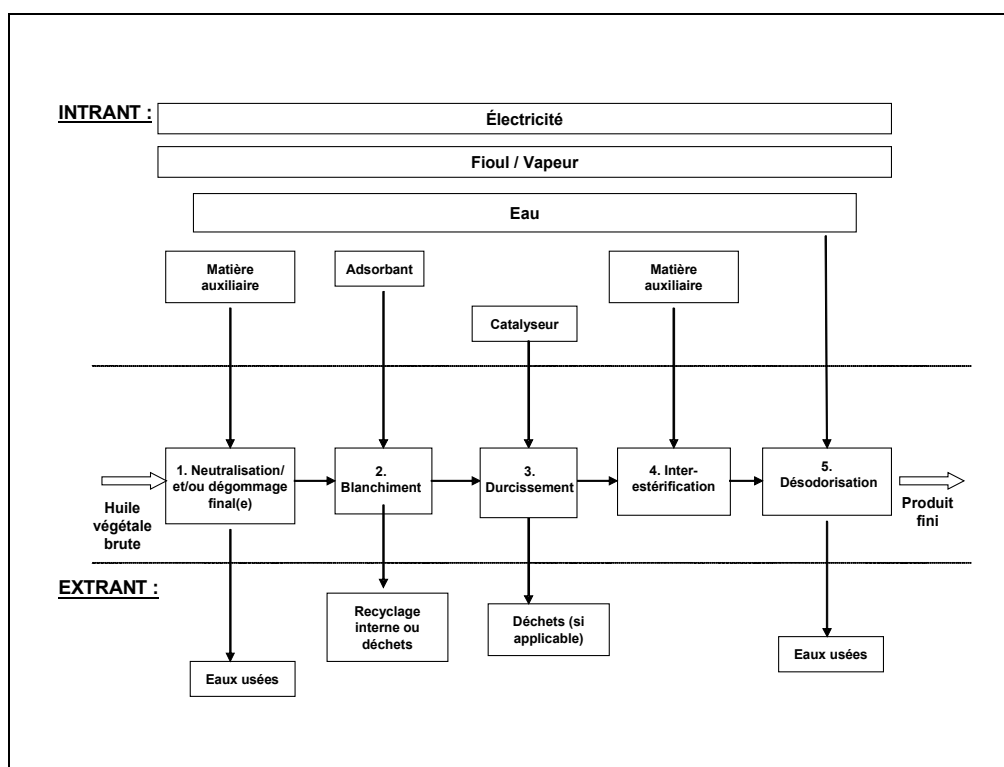 INTRANT :
Électricité
Fioul / Vapeur
Eau
Matière
auxiliaire
Adsorbant
Matière
auxiliaire
Catalyseur
Huile
végétale
brute
1. Neutralisation/
et/ou dégommage
final(e)
2.
Blanchiment
3.
Durcissement
4. Inter-
estérification
5.
Désodorisation
Produit
fini
EXTRANT :
Recyclage
interne ou
déchets
Déchets (si
applicable)
Eaux usées
Eaux usées